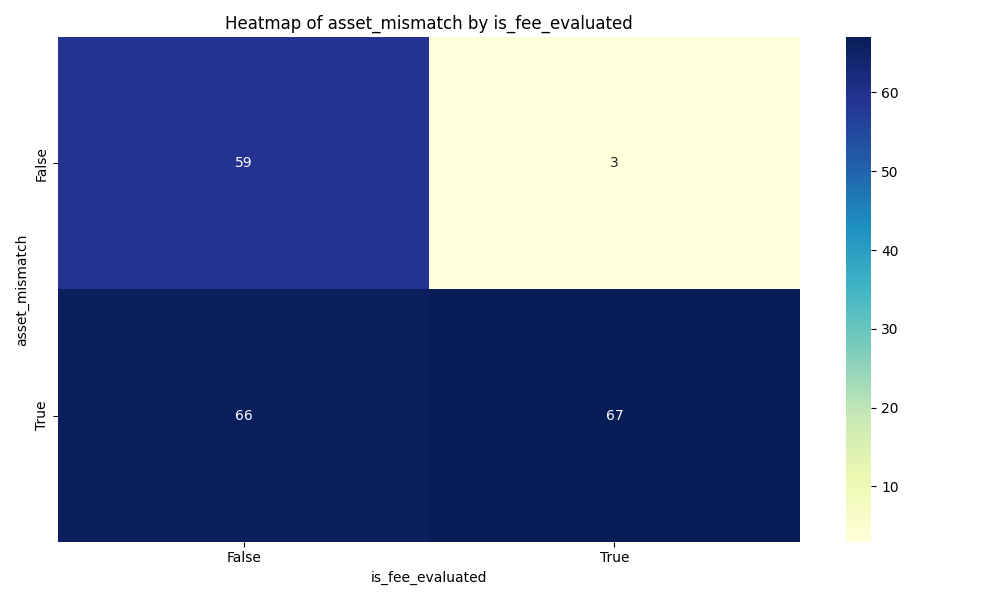 Heatmap of asset_mismatch by is_fee_evaluated
asset_mismatch
False
True
59
3
66
67
False
True
is_fee_evaluated
60
50
40
30
20
10